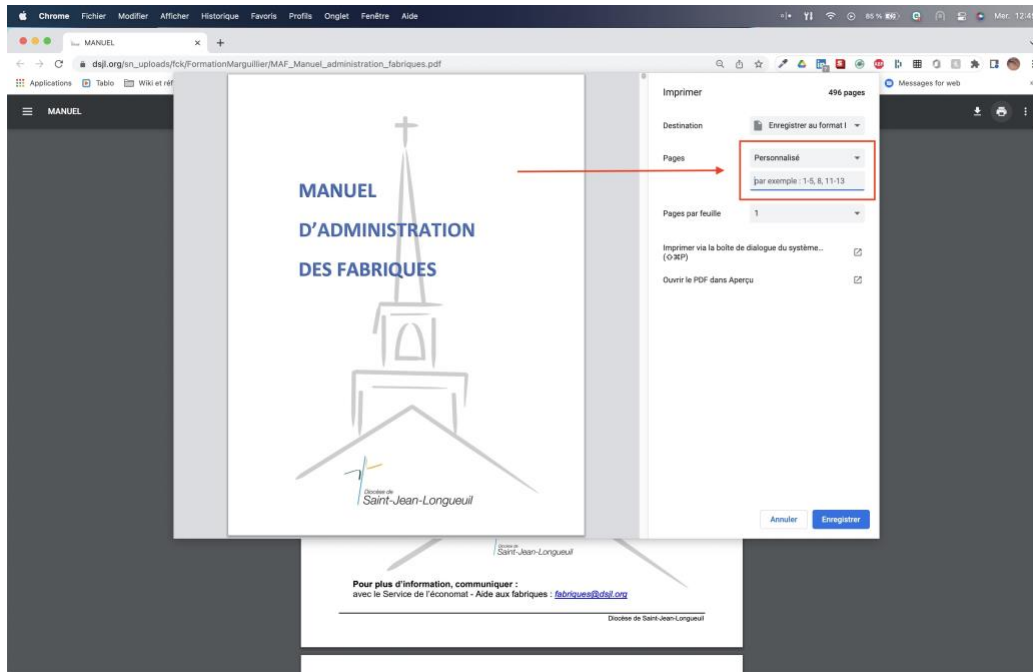 Chrome Fichier Modifier Afficher Historique Favoris Profils Onglet Fenêtre Aide
65 %
Mer. 12:45
MANUEL
dsjl.org/sn_uploads/fck/FormationMarguillier/MAF_Manuel_administration_fabriques.pdf
Applications Tablo Wiki et réf
Messages for web
MANUEL
Imprimer 496 pages
Destination Enregistrer au format
Pages Personnalisé
par exemple : 1-5, 8, 11-13
Pages par feuille 1
Imprimer via la boîte de dialogue du système…
(⇧⌘P)
Ouvrir le PDF dans Aperçu
Annuler Enregistrer
MANUEL
D'ADMINISTRATION
DES FABRIQUES
Diocèse de
Saint-Jean-Longueuil
Diocèse de
Saint-Jean-Longueuil
Pour plus d'information, communiquer :
avec le Service de l'économat - Aide aux fabriques : fabriques@dsjl.org
Diocèse de Saint-Jean-Longueuil